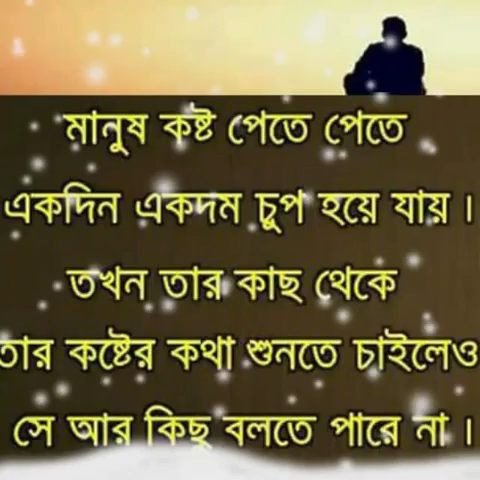 মানুষ কষ্ট পেতে পেতে
একদিন একদম চুপ হয়ে যায়।
তখন তার কাছ থেকে
তার কষ্টের কথা শুনতে চাইলেও
সে আর কিছু বলতে পারে না।